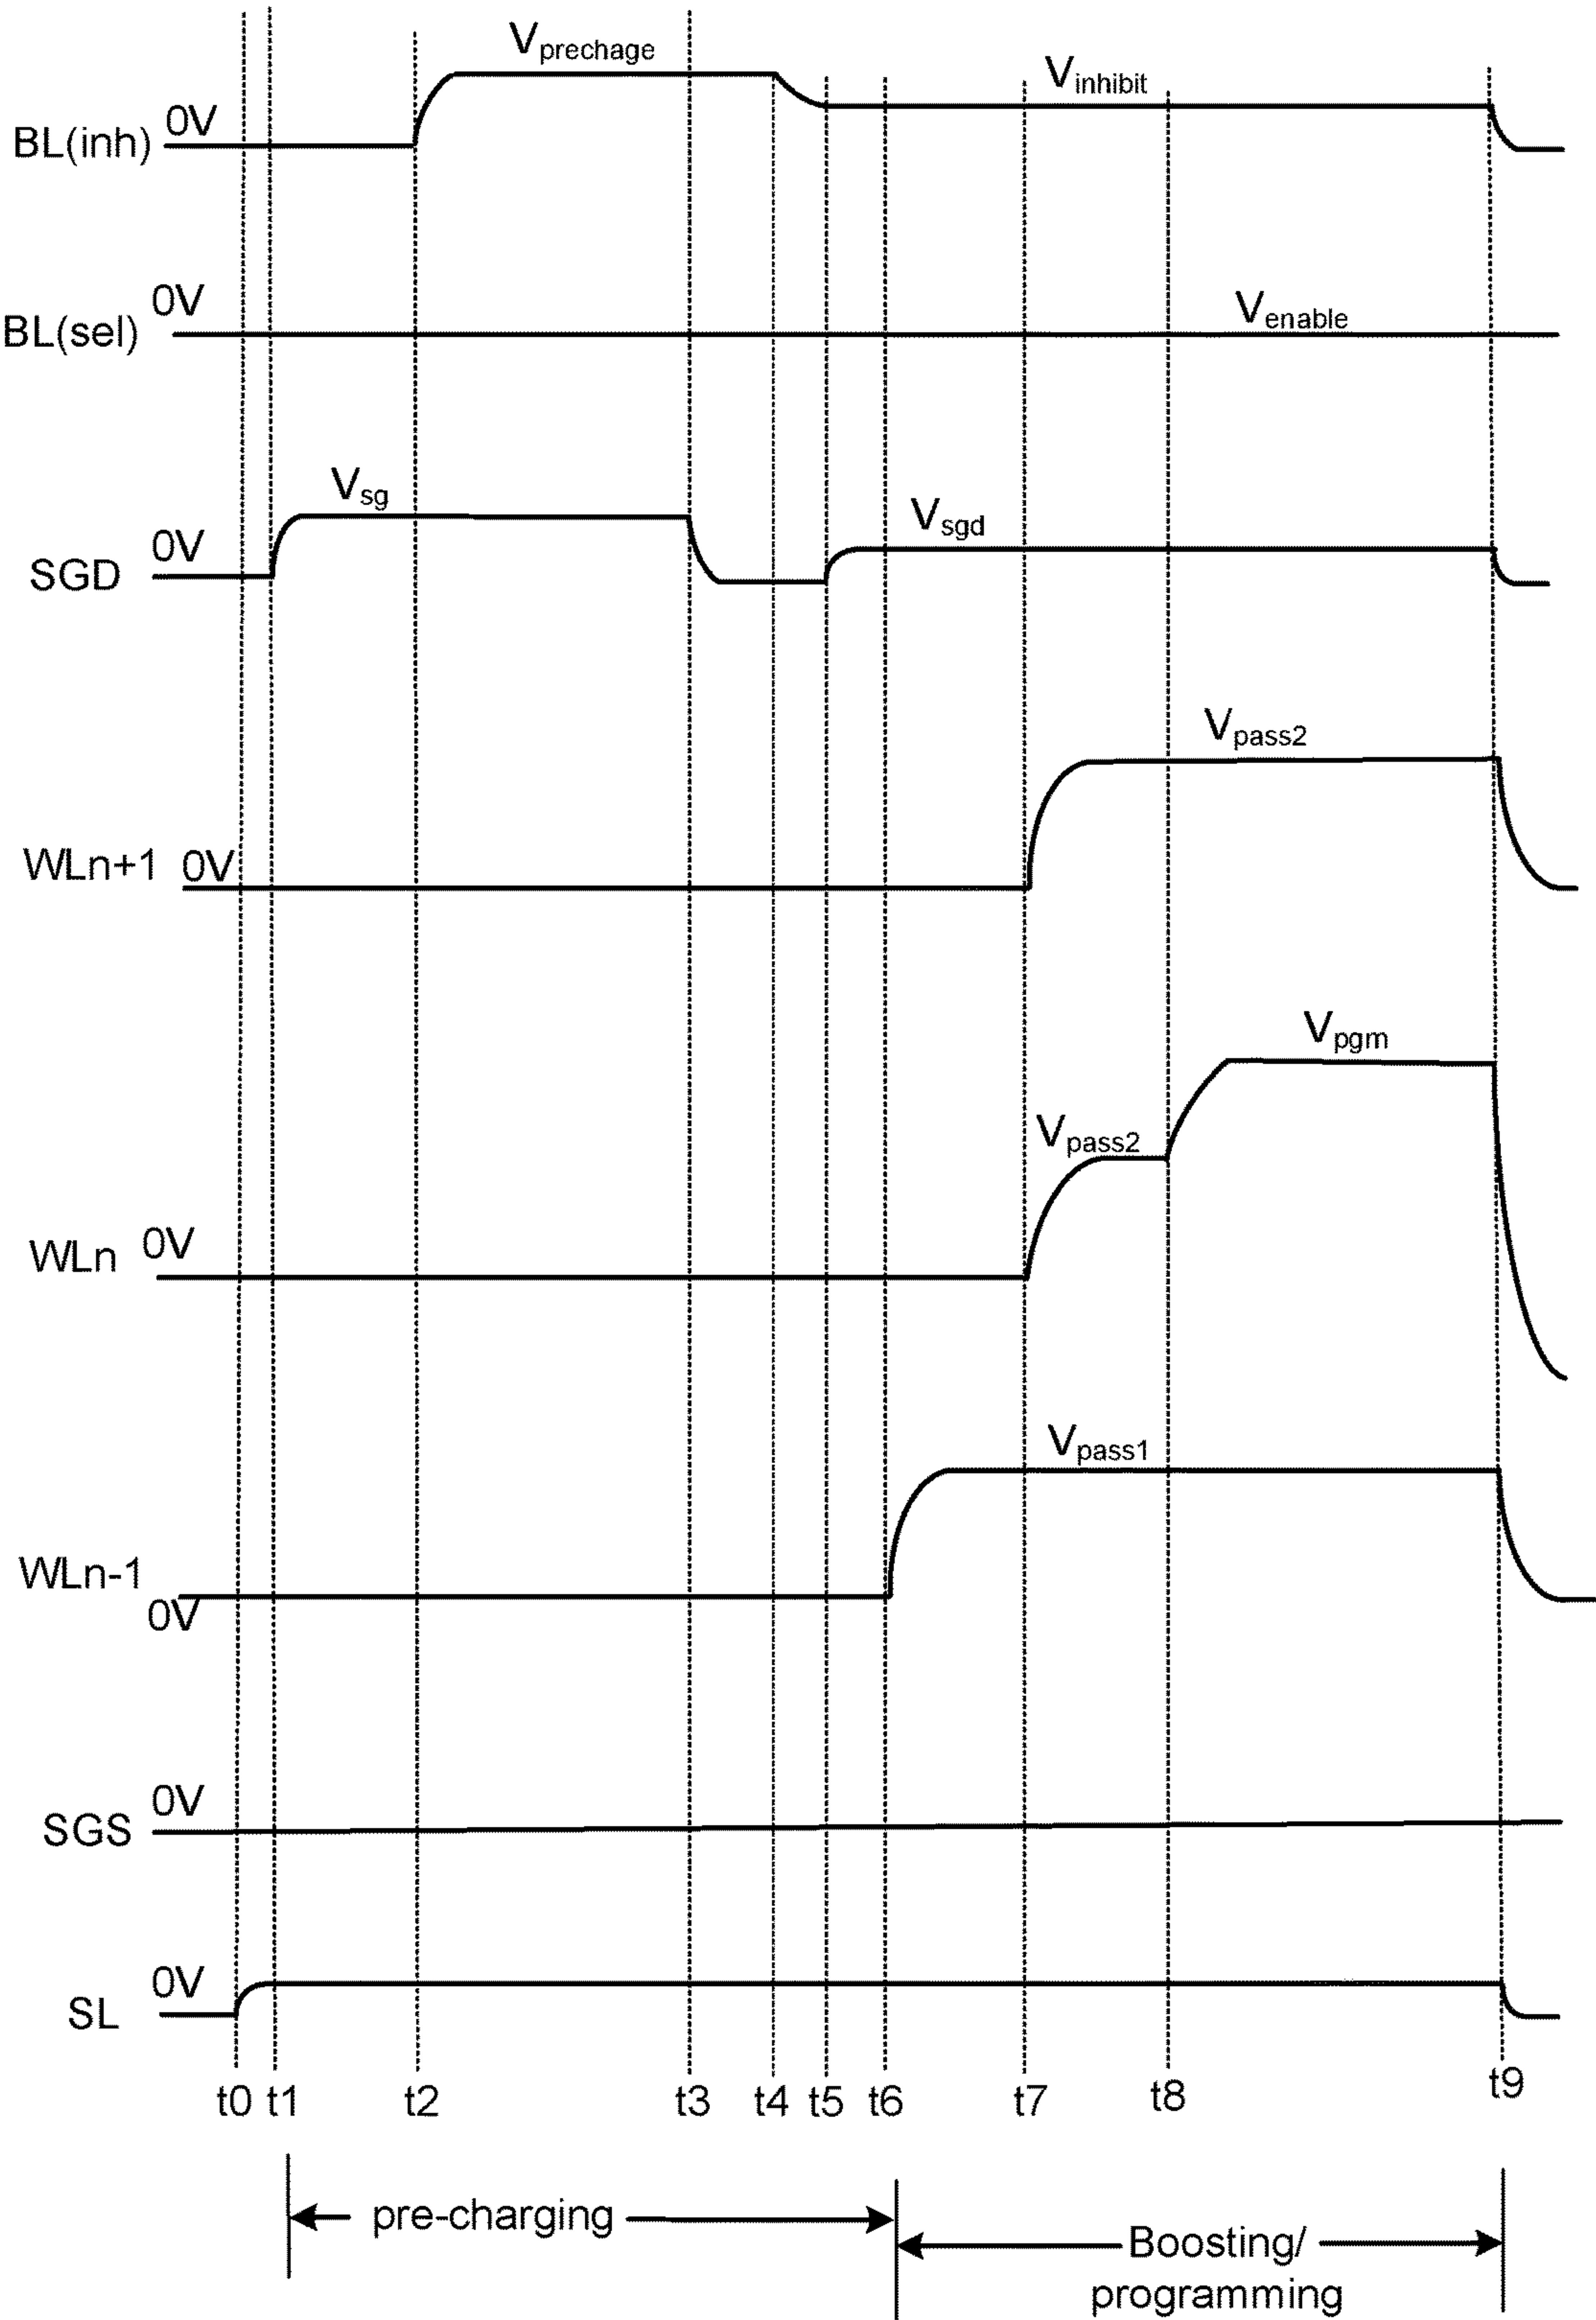 Vprechage
Vinhibit
0V
BL(inh)
0V
Venable
BL(sel)
Vsg
Vsgd
0V
SGD
Vpass2
WLn+1 0V
Vpgm
Vpass2
WLn 0V
Vpass1
WLn-1
0V
0V
SGS
0V
SL
t0 t1 t2 t3 t4 t5 t6 t7 t8 t9
pre-charging
Boosting/
programming